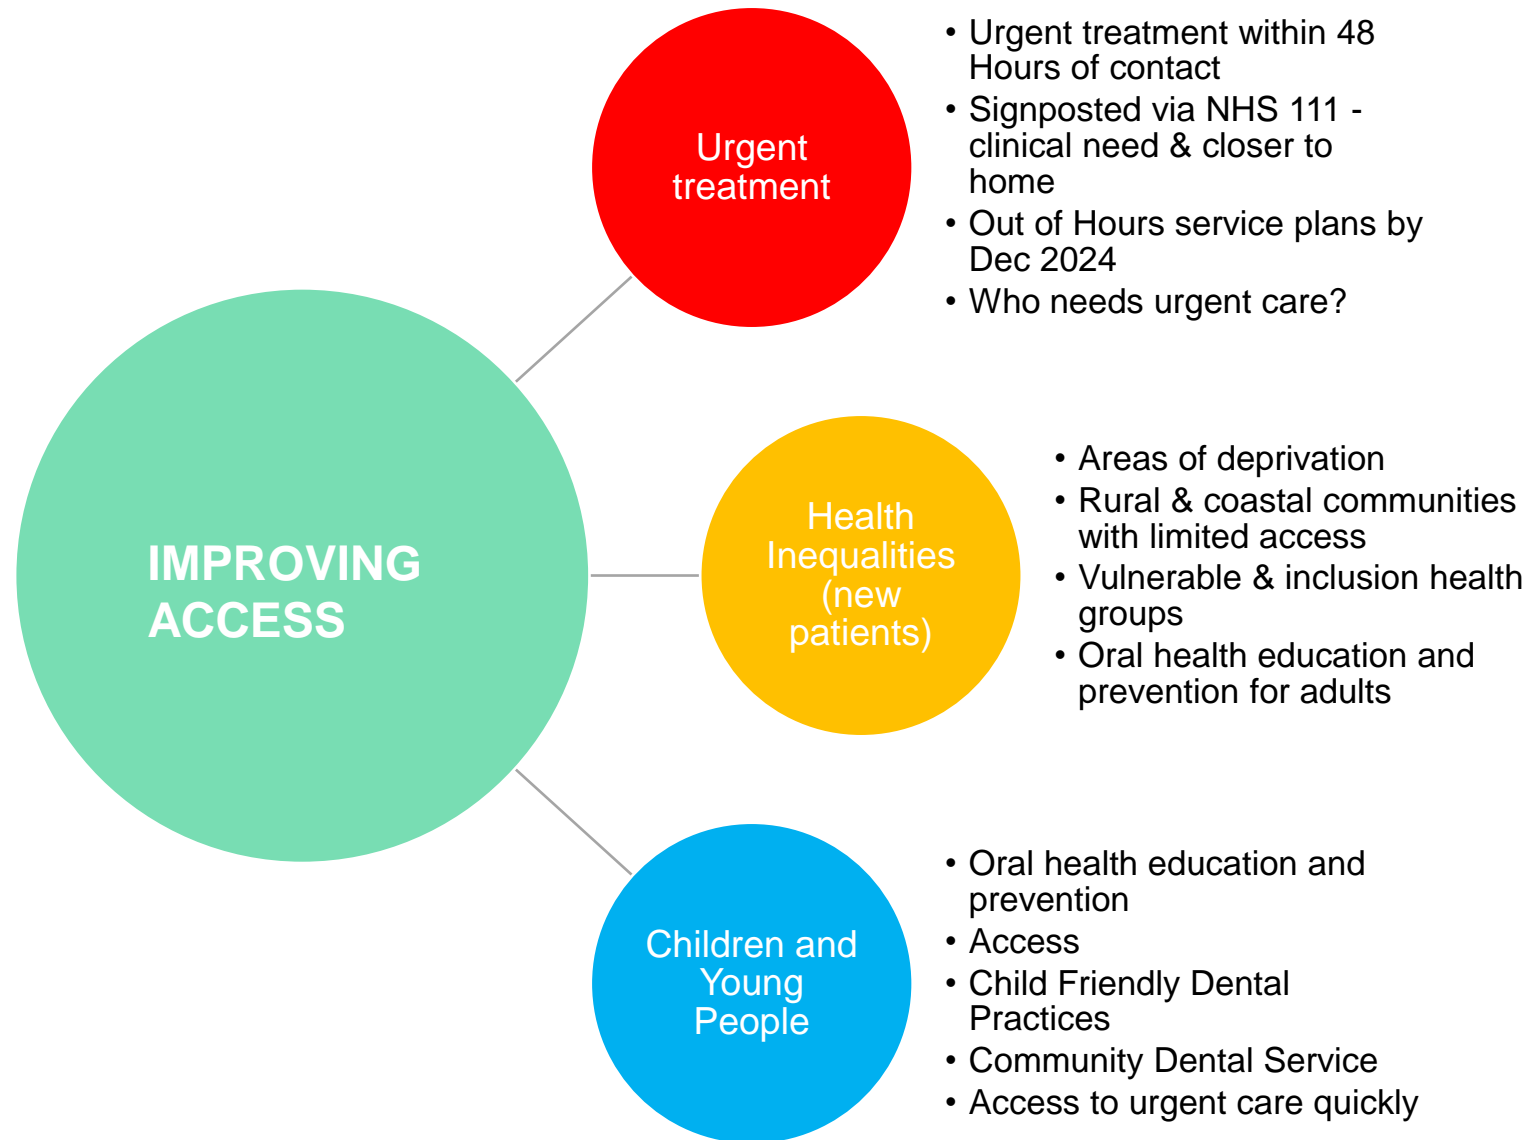 IMPROVING
ACCESS
Urgent
treatment
• Urgent treatment within 48
Hours of contact
• Signposted via NHS 111 -
clinical need & closer to
home
• Out of Hours service plans by
Dec 2024
• Who needs urgent care?
Health
Inequalities
(new
patients)
• Areas of deprivation
• Rural & coastal communities
with limited access
• Vulnerable & inclusion health
groups
• Oral health education and
prevention for adults
Children and
Young
People
• Oral health education and
prevention
• Access
• Child Friendly Dental
Practices
• Community Dental Service
• Access to urgent care quickly